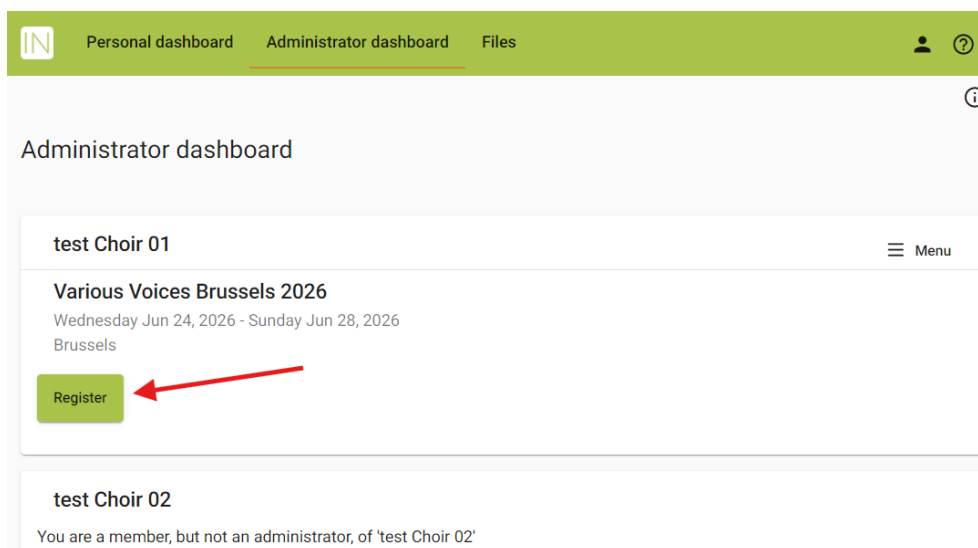 IN Personal dashboard Administrator dashboard Files
Administrator dashboard
test Choir 01
Menu
Various Voices Brussels 2026
Wednesday Jun 24, 2026 - Sunday Jun 28, 2026
Brussels
Register
test Choir 02
You are a member, but not an administrator, of 'test Choir 02'